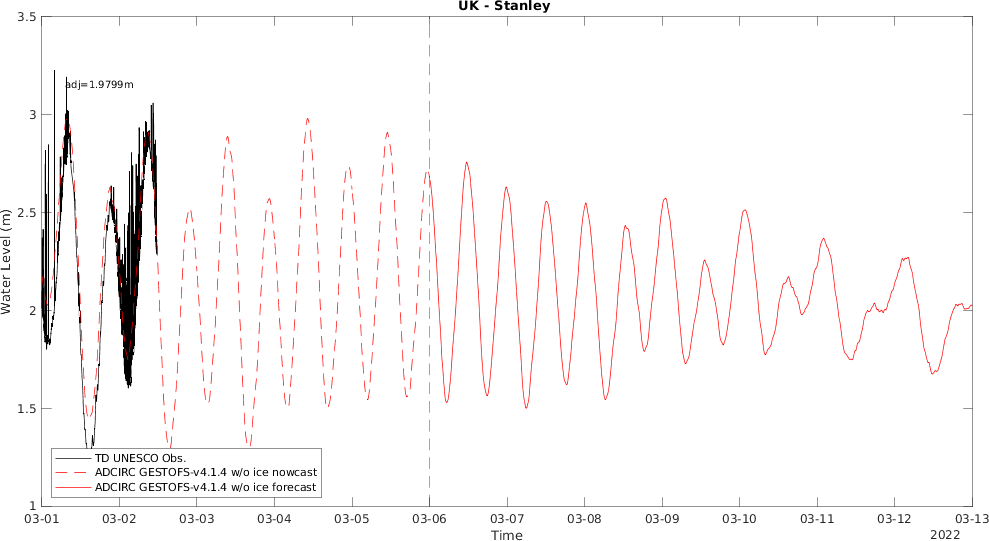 UK - Stanley
adj=1.9799m
3.5
3
2.5
2
1.5
1
Water Level (m)
TD UNESCO Obs.
ADCIRC GESTOFS-v4.1.4 w/o ice nowcast
ADCIRC GESTOFS-v4.1.4 w/o ice forecast
03-01 03-02 03-03 03-04 03-05 03-06 03-07 03-08 03-09 03-10 03-11 03-12 03-13
Time
2022